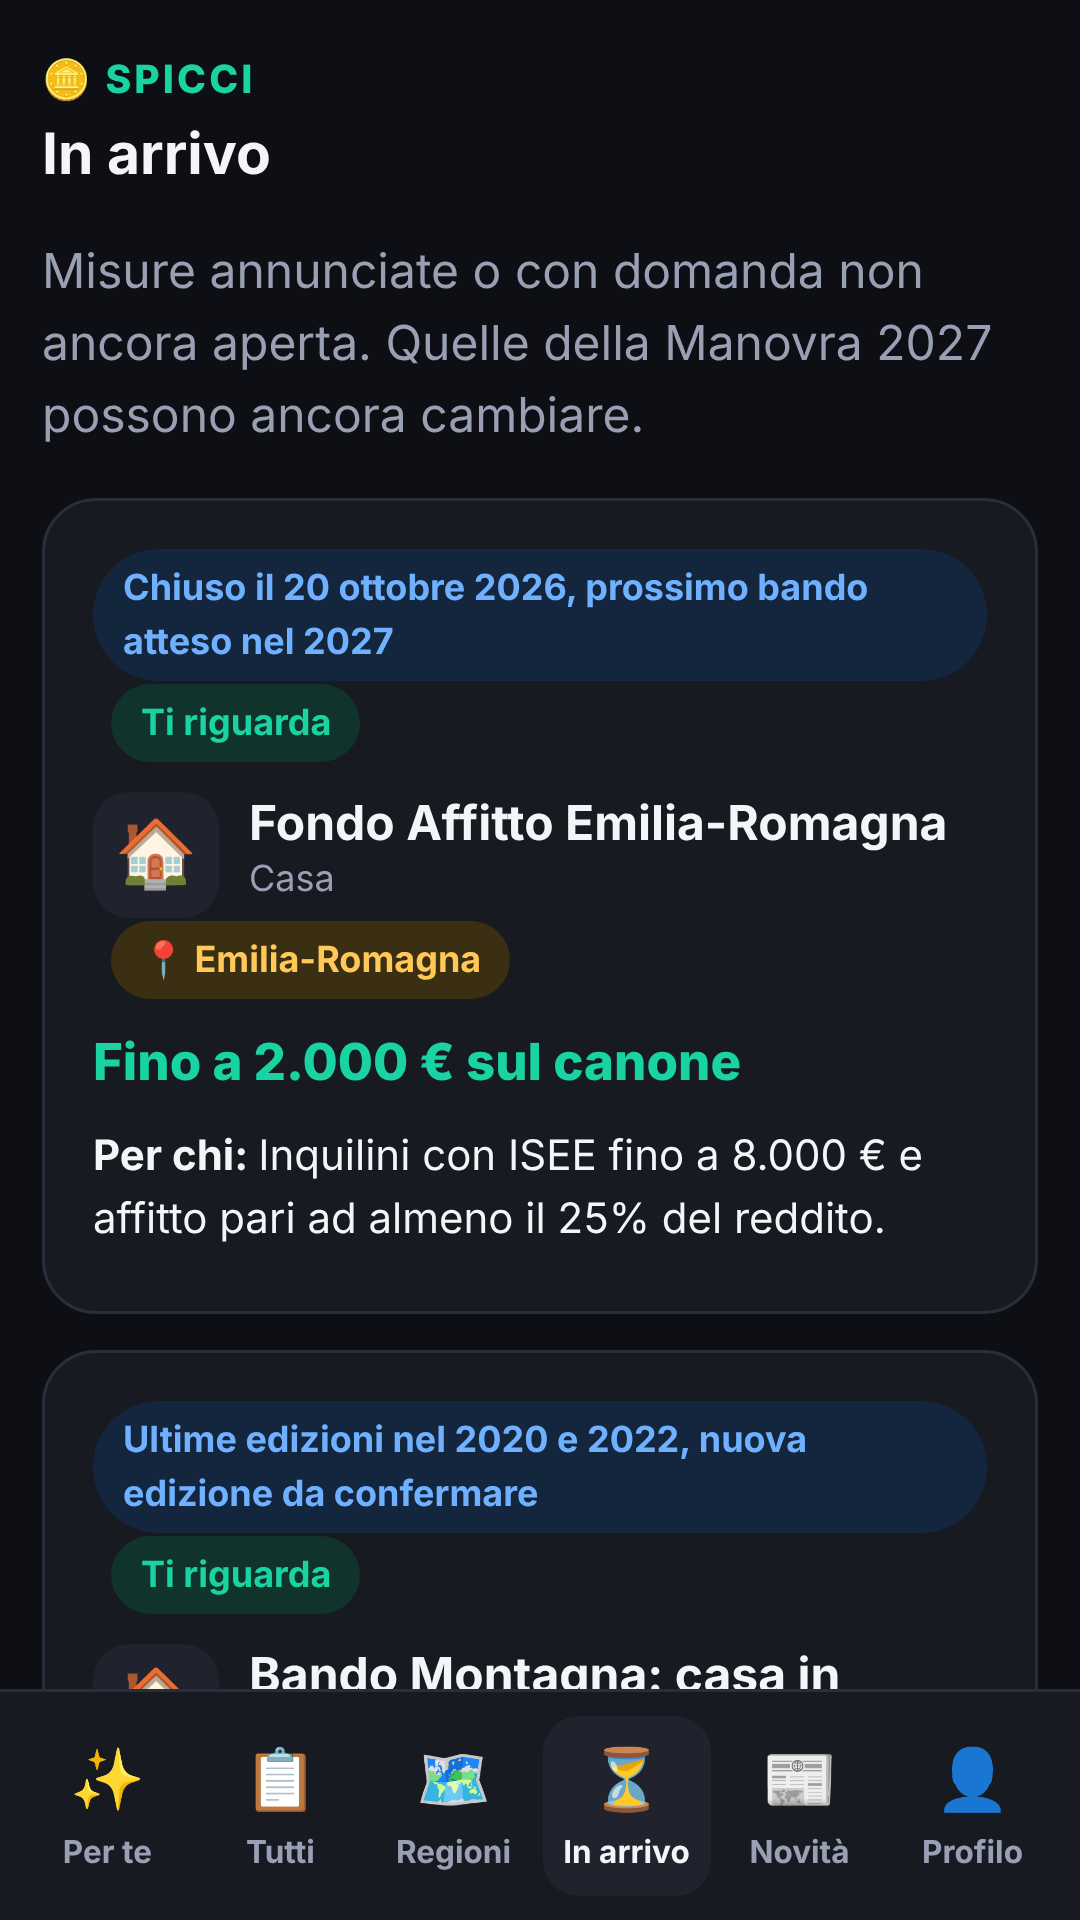 SPICCI
In arrivo
Misure annunciate o con domanda non
ancora aperta. Quelle della Manovra 2027
possono ancora cambiare.
Chiuso il 20 ottobre 2026, prossimo bando
atteso nel 2027
Ti riguarda
Fondo Affitto Emilia-Romagna
Casa
Emilia-Romagna
Fino a 2.000 € sul canone
Per chi: Inquilini con ISEE fino a 8.000 € e
affitto pari ad almeno il 25% del reddito.
Ultime edizioni nel 2020 e 2022, nuova
edizione da confermare
Ti riguarda
Bando Montagna: casa in
Per te
Tutti
Regioni
In arrivo
Novità
Profilo